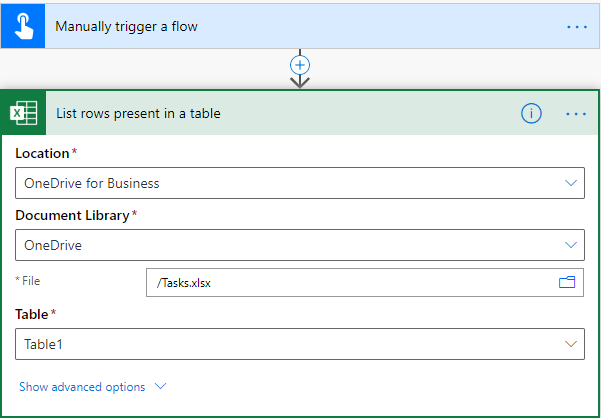 Manually trigger a flow
List rows present in a table
Location*
OneDrive for Business
Document Library*
OneDrive
* File
/Tasks.xlsx
Table*
Table1
Show advanced options